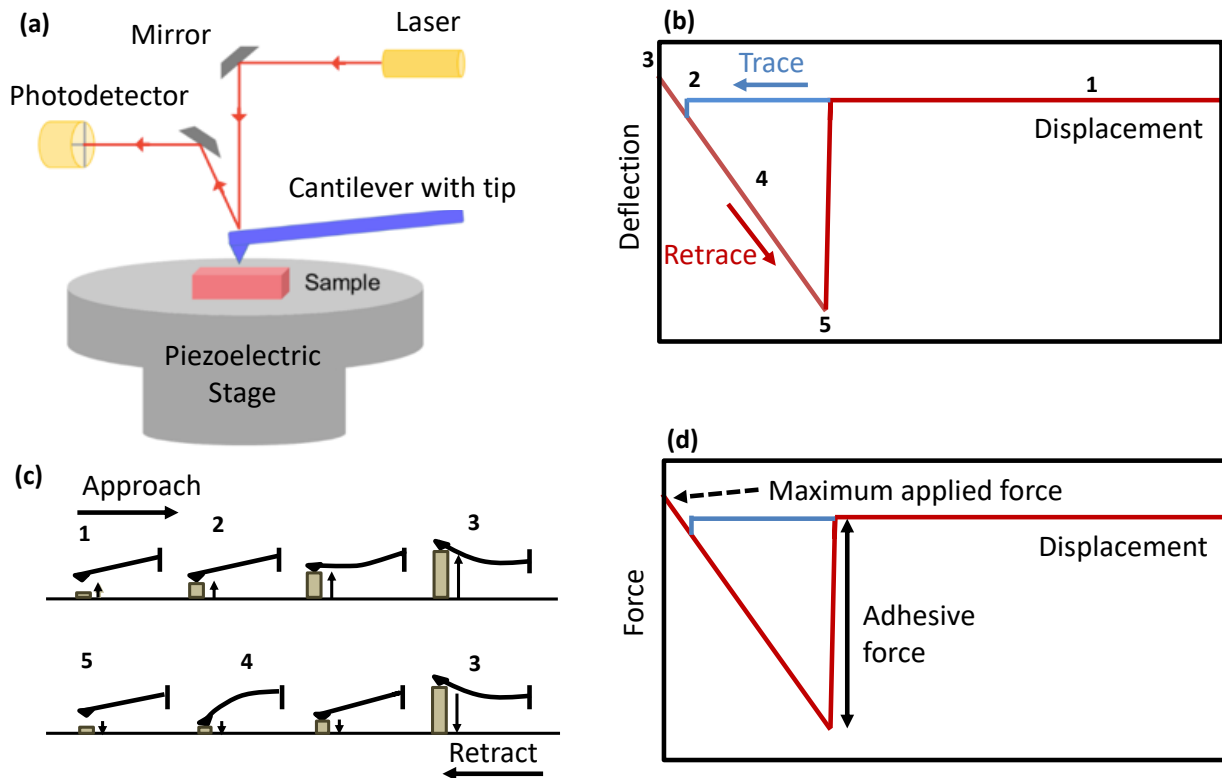 (a)
Laser
Mirror
Photodetector
Cantilever with tip
Sample
Piezoelectric
Stage
(b)
3
2
Trace
1
Displacement
4
Deflection
Retrace
5
(c)
Approach
1
2
3
5
4
3
Retract
(d)
Maximum applied force
Displacement
Force
Adhesive
force